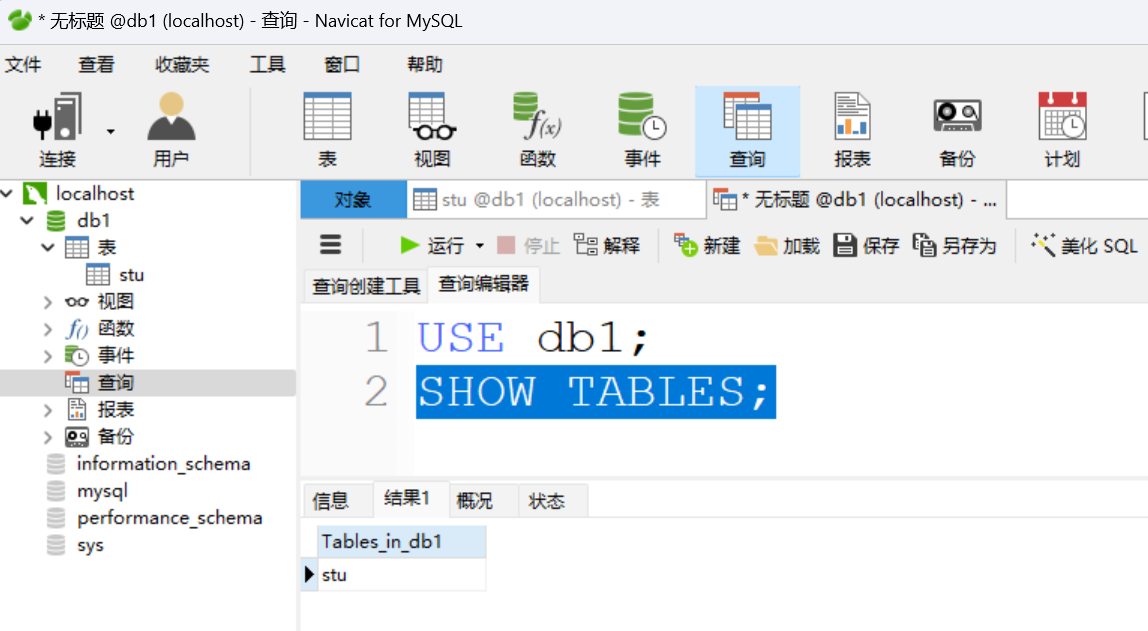 * 无标题 @db1 (localhost) - 查询 - Navicat for MySQL
文件 查看 收藏夹 工具 窗口 帮助
连接 用户 表 视图 函数 事件 查询 报表 备份 计划
localhost
db1
表
stu
视图
函数
事件
查询
报表
备份
information_schema
mysql
performance_schema
sys
对象 stu @db1 (localhost) - 表 * 无标题 @db1 (localhost) - ...
运行 停止 解释 新建 加载 保存 另存为 美化 SQL
查询创建工具 查询编辑器
1 USE db1;
2 SHOW TABLES;
信息 结果1 概况 状态
Tables_in_db1
stu